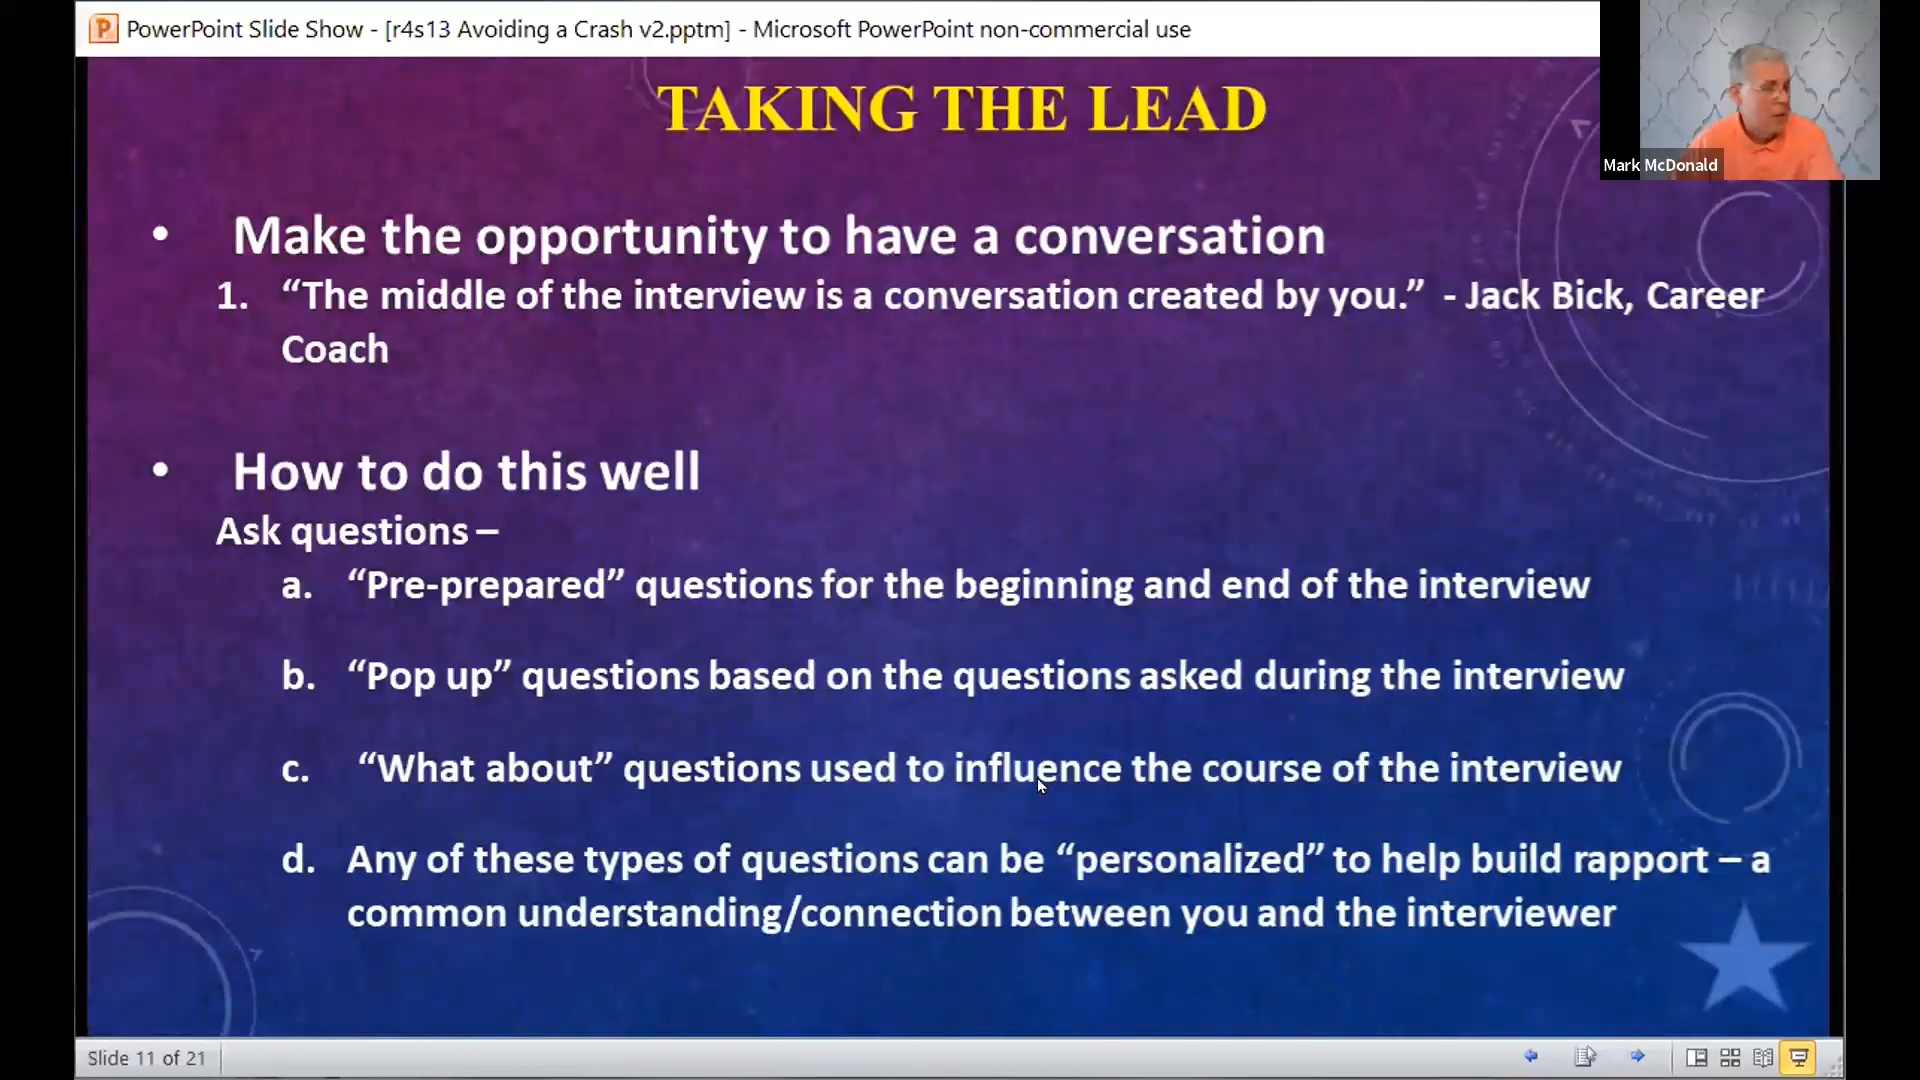 PowerPoint Slide Show - [r4s13 Avoiding a Crash v2.pptm] - Microsoft PowerPoint non-commercial use
Mark McDonald
TAKING THE LEAD
• Make the opportunity to have a conversation
1. “The middle of the interview is a conversation created by you.” - Jack Bick, Career
Coach
• How to do this well
Ask questions –
a. “Pre-prepared” questions for the beginning and end of the interview
b. “Pop up” questions based on the questions asked during the interview
c. “What about” questions used to influence the course of the interview
d. Any of these types of questions can be “personalized” to help build rapport – a
common understanding/connection between you and the interviewer
Slide 11 of 21